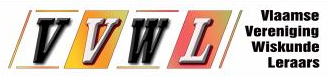 VVWL
Vlaamse
Vereniging
Wiskunde
Leraars